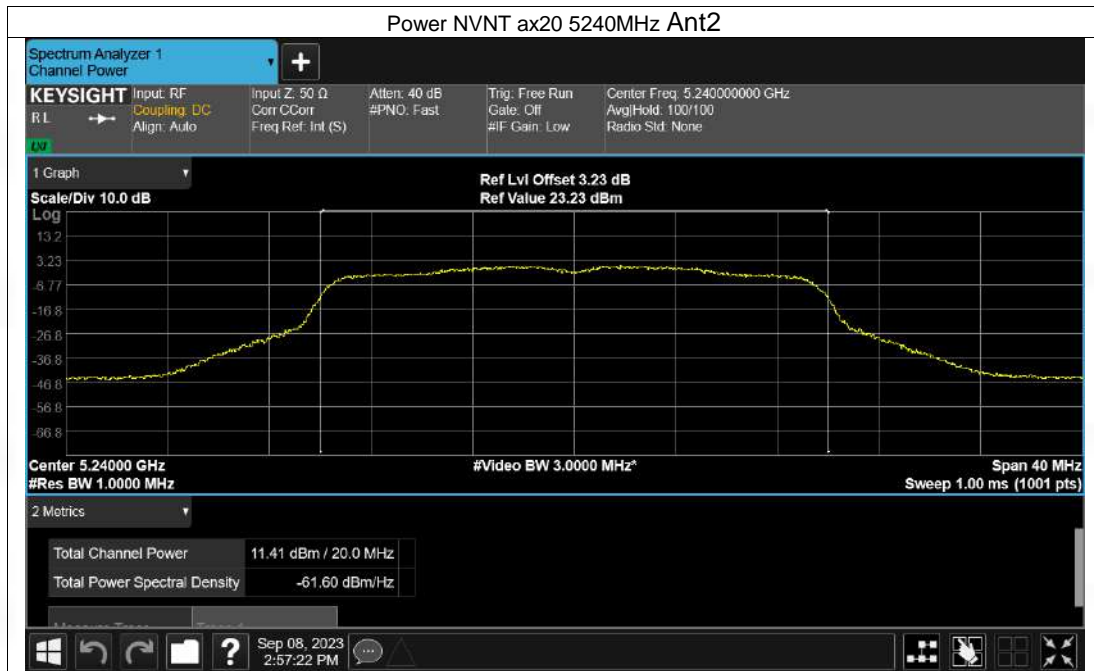 Power NVNT ax20 5240MHz Ant2
Spectrum Analyzer 1
Channel Power
KEYSIGHT
Input: RF
Coupling: DC
Align: Auto
Input Z: 50 Ω
Corr CCorr
Freq Ref: Int (S)
Atten: 40 dB
#PNO: Fast
Trig: Free Run
Gate: Off
#IF Gain: Low
Center Freq: 5.240000000 GHz
Avg|Hold: 100/100
Radio Std: None
R L
LXI
1 Graph
Ref Lvl Offset 3.23 dB
Scale/Div 10.0 dB
Ref Value 23.23 dBm
Log
13.2
3.23
-6.77
-16.8
-26.8
-36.8
-46.8
-56.8
-66.8
Center 5.24000 GHz
#Video BW 3.0000 MHz*
Span 40 MHz
#Res BW 1.0000 MHz
Sweep 1.00 ms (1001 pts)
2 Metrics
Total Channel Power 11.41 dBm / 20.0 MHz
Total Power Spectral Density -61.60 dBm/Hz
Sep 08, 2023
2:57:22 PM